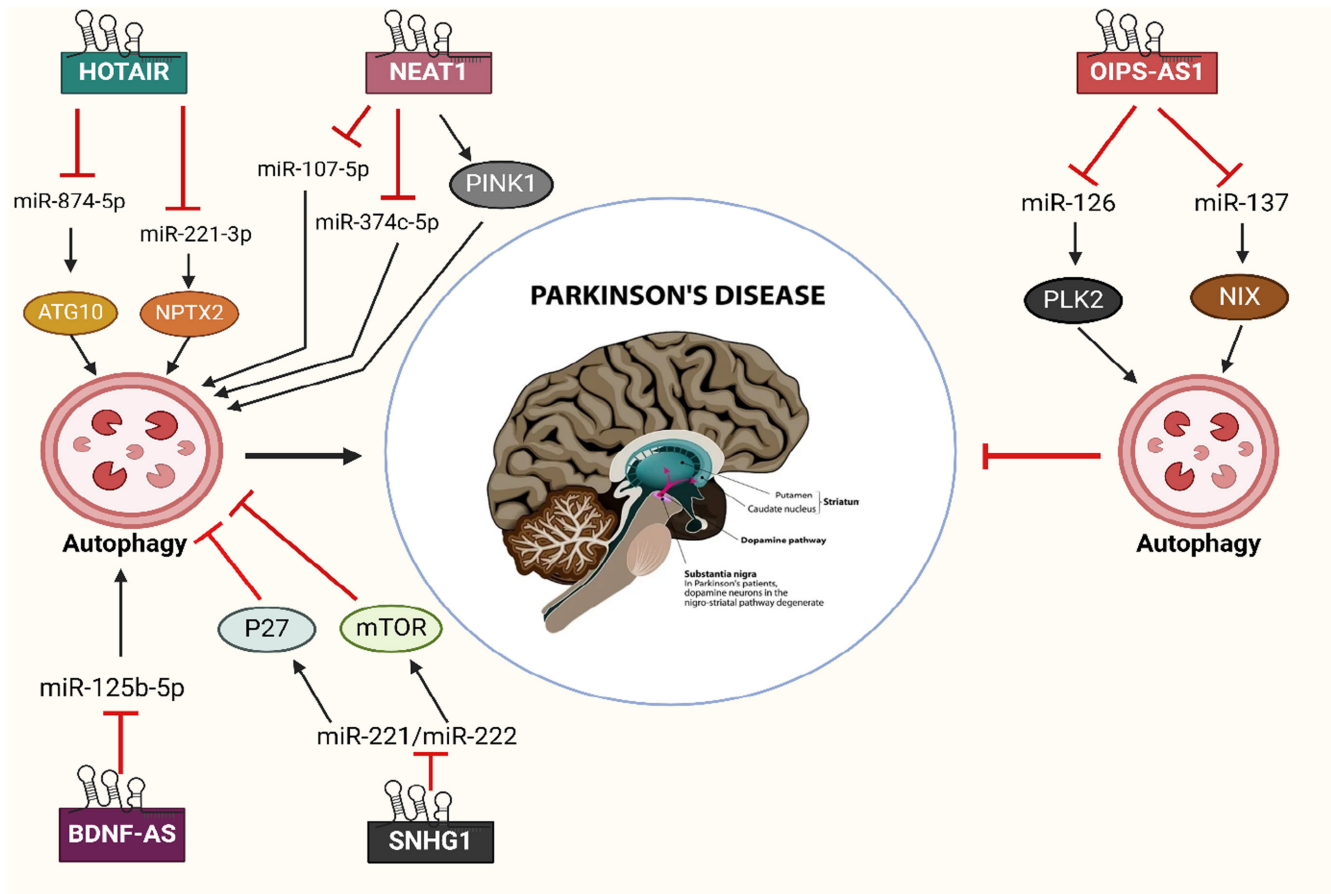 HOTAIR
NEAT1
OIPS-AS1
miR-107-5p
miR-874-5p
miR-374c-5p
PINK1
miR-221-3p
miR-126
miR-137
ATG10
NPTX2
PLK2
NIX
PARKINSON'S DISEASE
Putamen
Caudate nucleus
Striatum
Dopamine pathway
Substantia nigra
In Parkinson's patients,
dopamine neurons in the
nigro-striatal pathway degenerate
Autophagy
Autophagy
P27
mTOR
miR-125b-5p
miR-221/miR-222
BDNF-AS
SNHG1